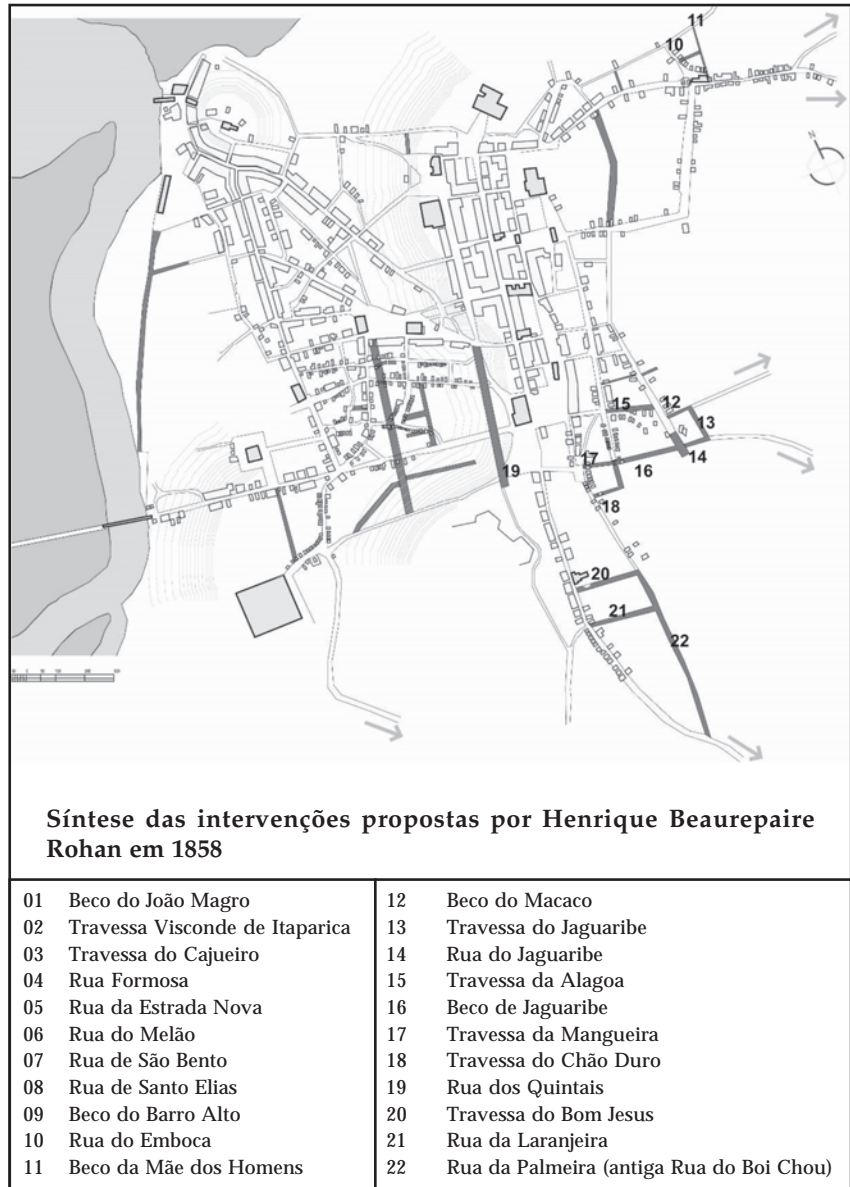 11
10
N
15
12
13
14
17
16
19
18
20
21
22
Síntese das intervenções propostas por Henrique Beaurepaire
Rohan em 1858
01 Beco do João Magro
02 Travessa Visconde de Itaparica
03 Travessa do Cajueiro
04 Rua Formosa
05 Rua da Estrada Nova
06 Rua do Melão
07 Rua de São Bento
08 Rua de Santo Elias
09 Beco do Barro Alto
10 Rua do Emboca
11 Beco da Mãe dos Homens
12 Beco do Macaco
13 Travessa do Jaguaribe
14 Rua do Jaguaribe
15 Travessa da Alagoa
16 Beco de Jaguaribe
17 Travessa da Mangueira
18 Travessa do Chão Duro
19 Rua dos Quintais
20 Travessa do Bom Jesus
21 Rua da Laranjeira
22 Rua da Palmeira (antiga Rua do Boi Chou)